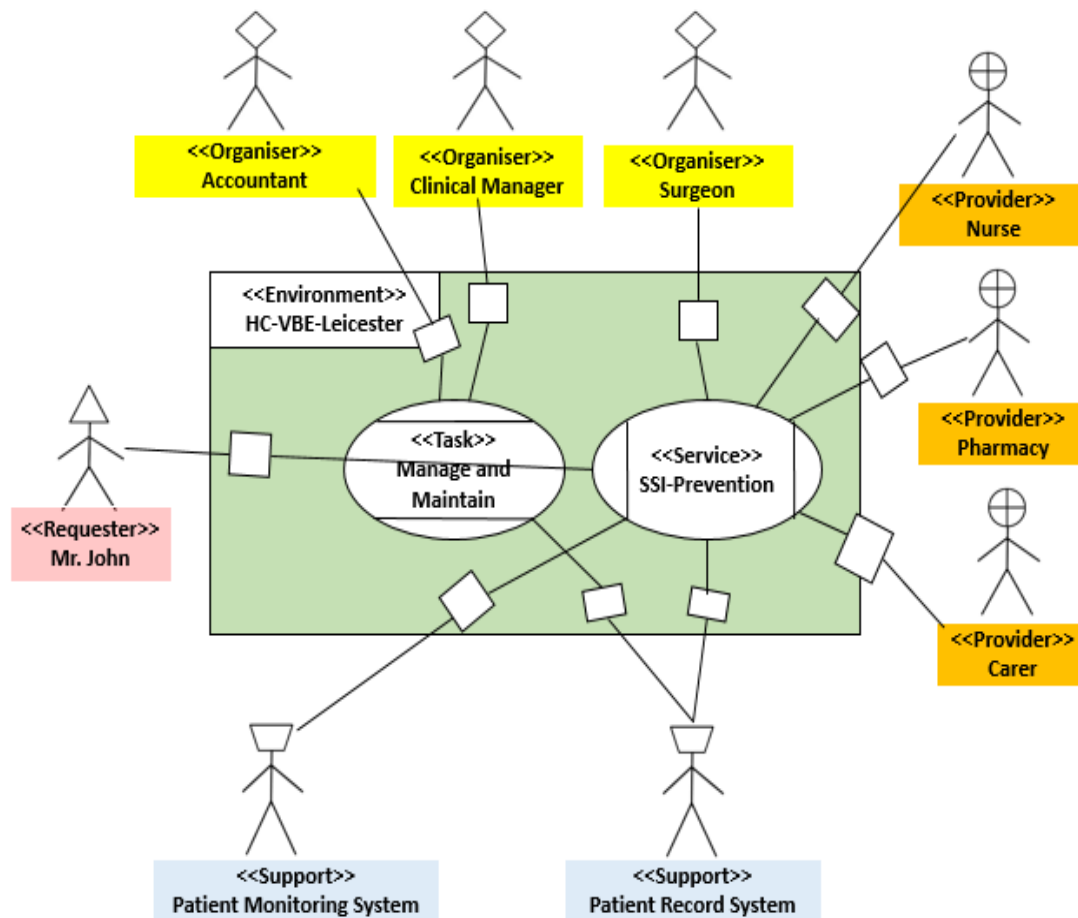 <<Organiser>>
Accountant
<<Organiser>>
Clinical Manager
<<Organiser>>
Surgeon
<<Provider>>
Nurse
<<Environment>>
HC-VBE-Leicester
<<Provider>>
Pharmacy
<<Task>>
Manage and
Maintain
<<Service>>
SSI-Prevention
<<Requester>>
Mr. John
<<Provider>>
Carer
<<Support>>
Patient Monitoring System
<<Support>>
Patient Record System